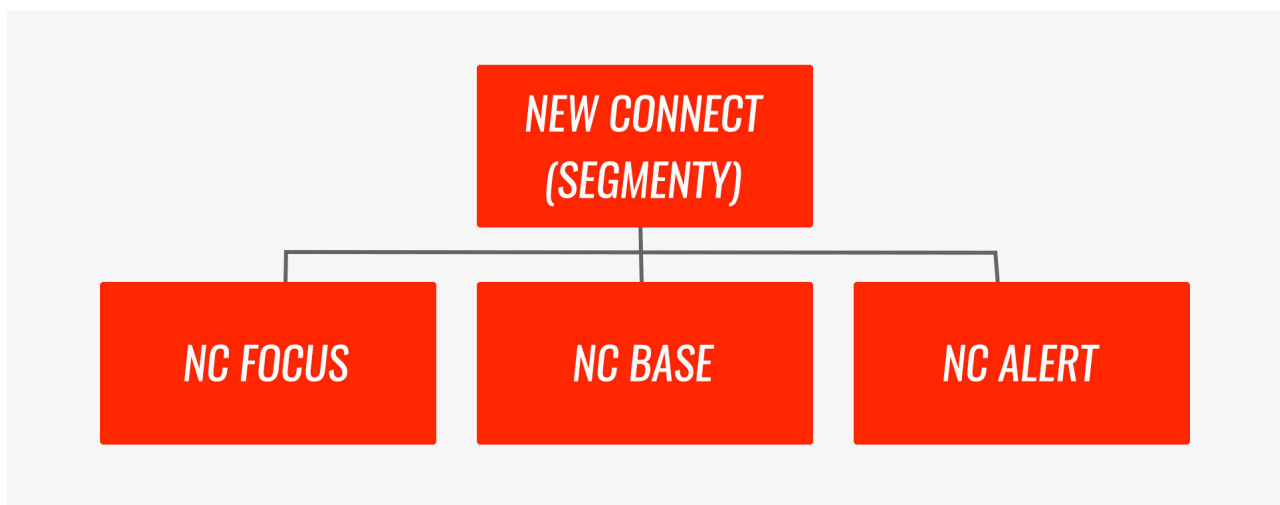 NEW CONNECT
(SEGMENTY)
NC FOCUS
NC BASE
NC ALERT